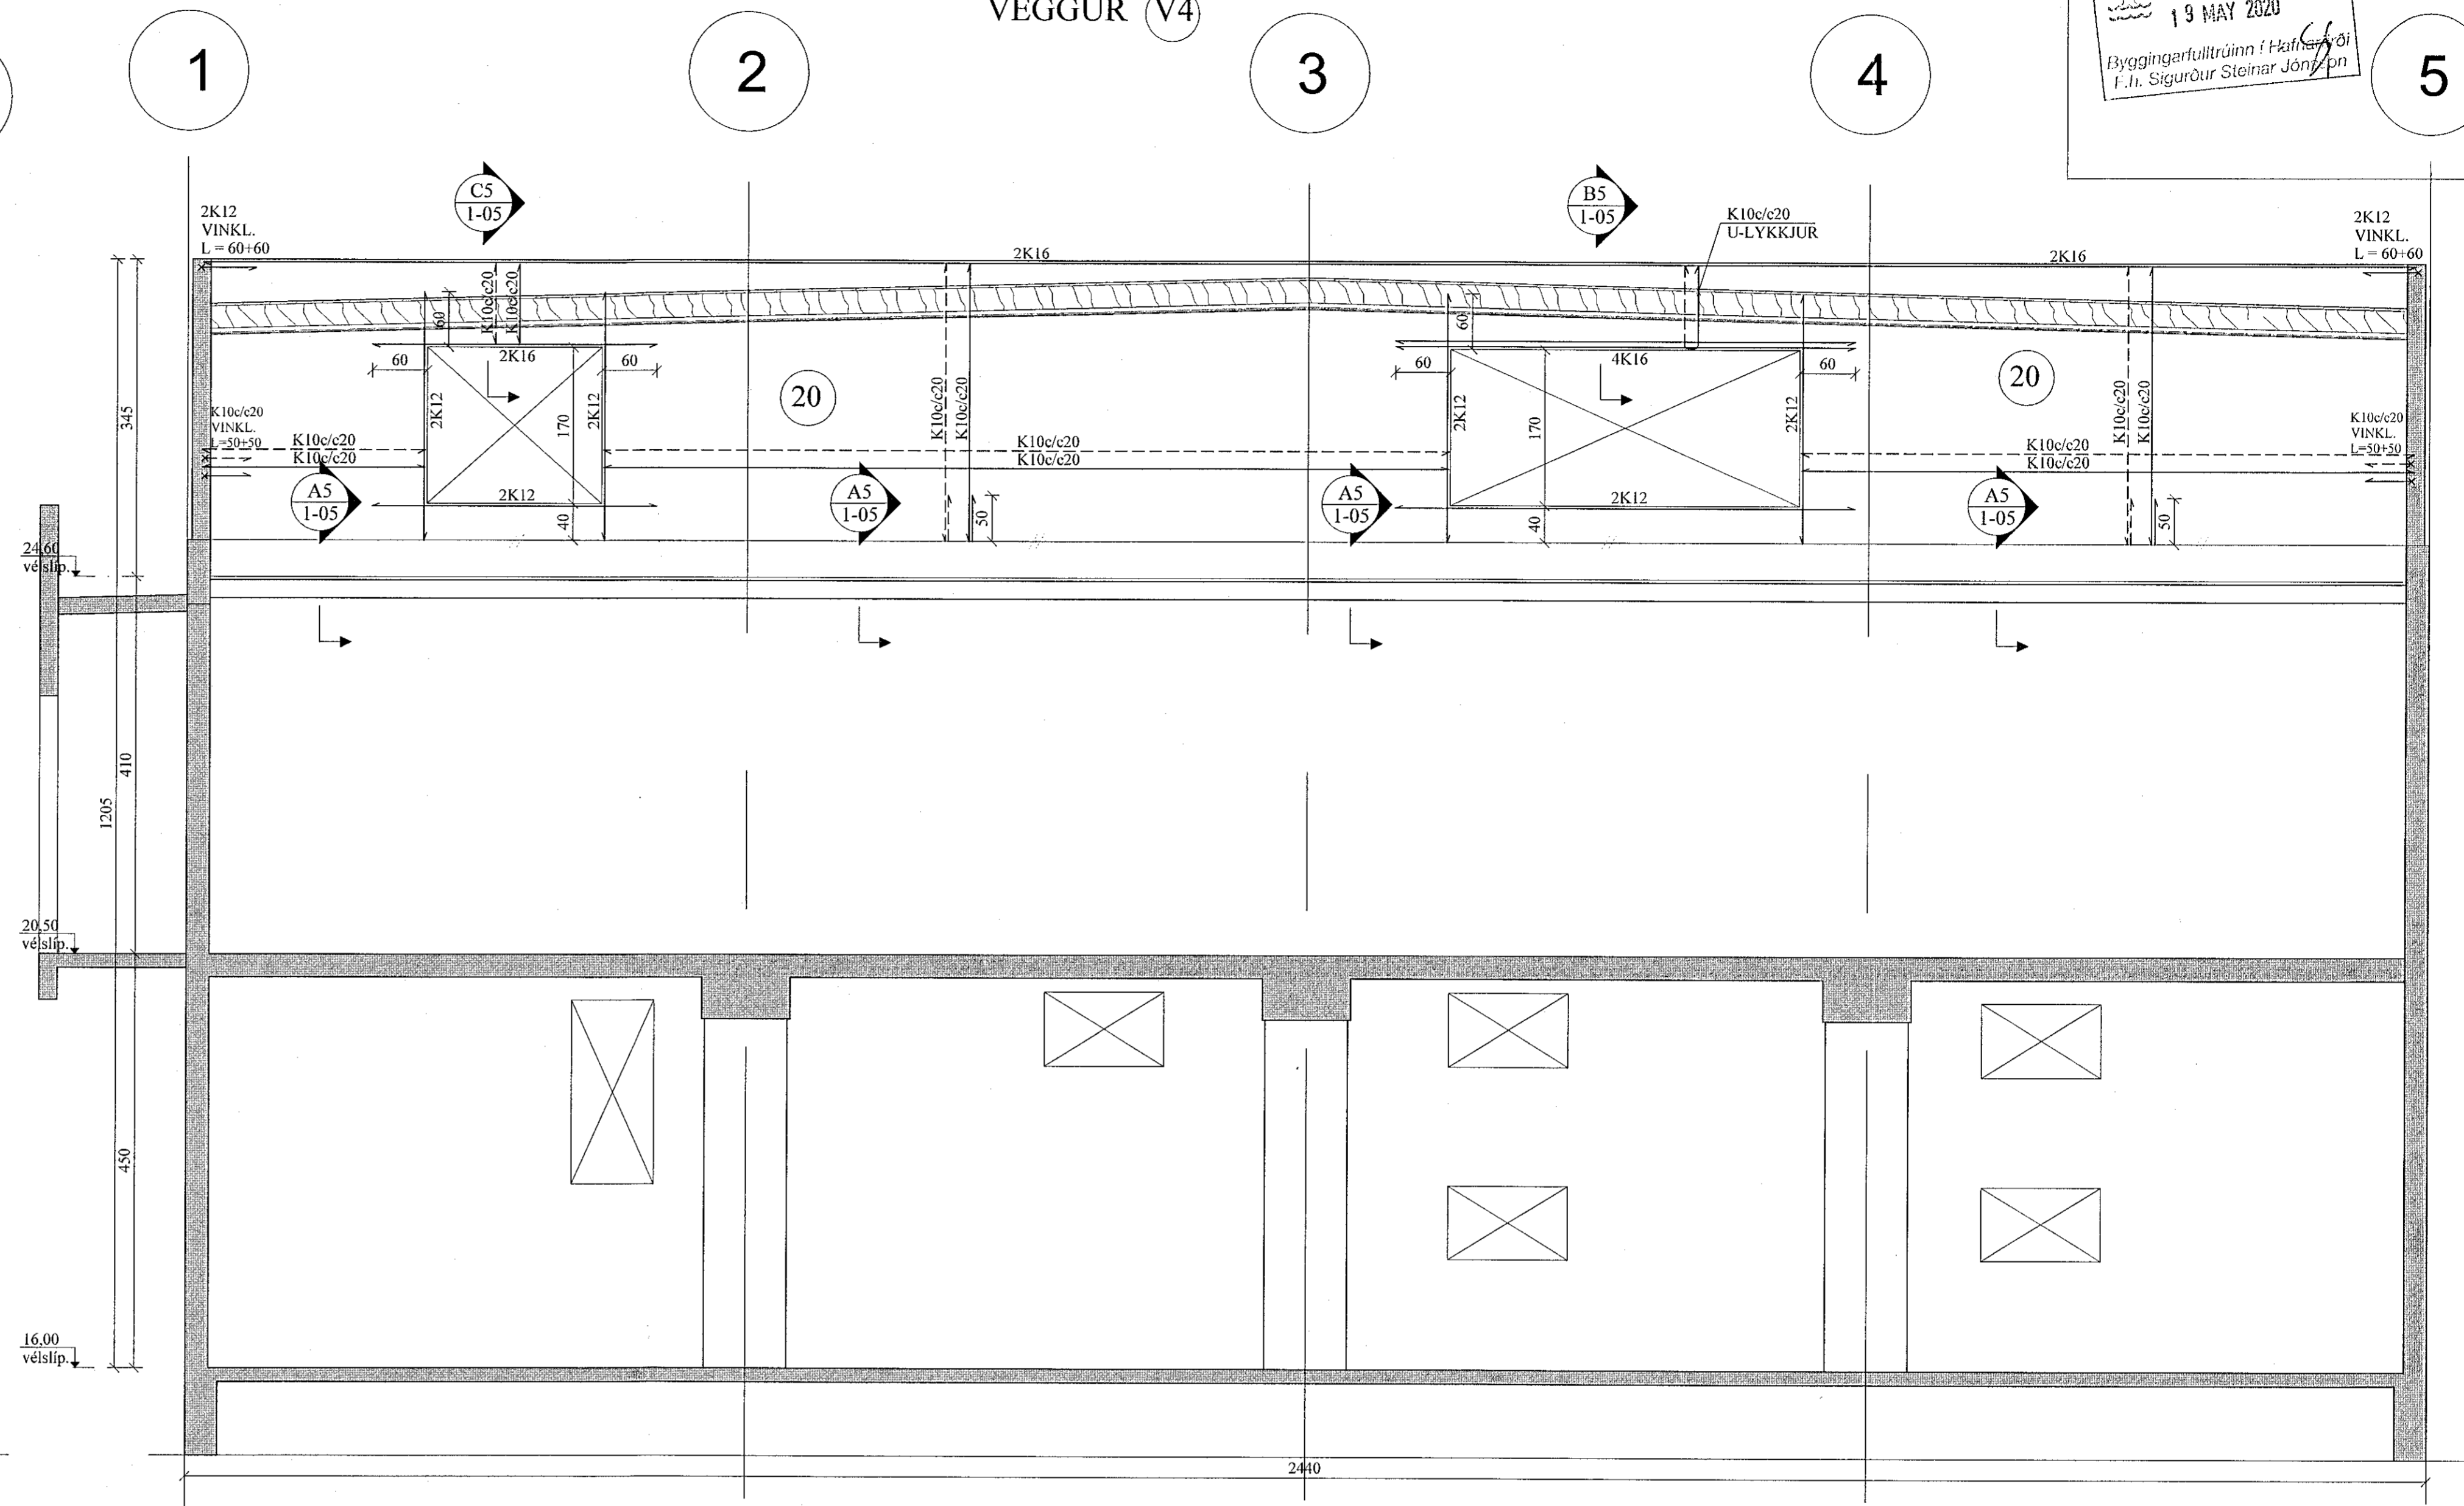 VEGGUR V4
19 MAY 2020
Byggingarfulltrúinn í Hafnarfirði
F.h. Sigurður Steinar Jónsson
1
2
3
4
5
C5
1-05
B5
1-05
2K12
VINKL.
L = 60+60
K10c/c20
U-LYKKJUR
2K12
VINKL.
L = 60+60
2K16
2K16
K10c/c20
K10c/c20
60
60
60
2K16
60
60
4K16
60
20
20
345
2K12
170
2K12
K10c/c20
K10c/c20
2K12
170
2K12
K10c/c20
K10c/c20
K10c/c20
VINKL.
L=50+50
K10c/c20
K10c/c20
K10c/c20
K10c/c20
K10c/c20
K10c/c20
K10c/c20
VINKL.
L=50+50
A5
1-05
2K12
40
A5
1-05
50
A5
1-05
2K12
40
A5
1-05
50
24,60
vélslíp.
410
1205
20,50
vélslíp.
450
16,00
vélslíp.
2440